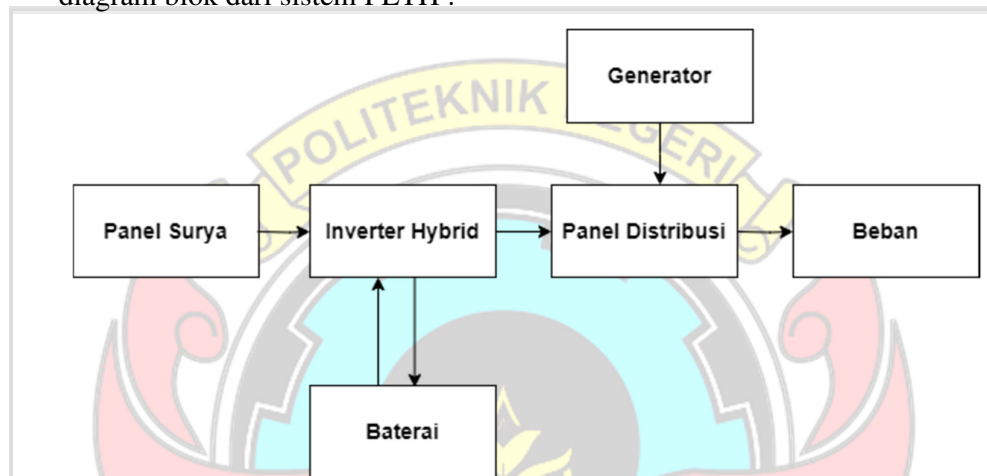 diagram blok dari sistem PLTH :
POLITEKNIK NEGERI
Generator
Panel Surya
Inverter Hybrid
Panel Distribusi
Beban
Baterai